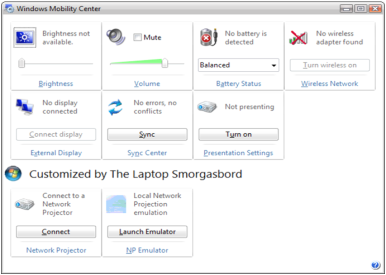 Windows Mobility Center
Brightness not
available.
Brightness
Mute
Volume
No battery is
detected
Balanced
Battery Status
No wireless
adapter found
Turn wireless on
Wireless Network
No display
connected
Connect display
External Display
No errors, no
conflicts
Sync
Sync Center
Not presenting
Turn on
Presentation Settings
Customized by The Laptop Smorgasbord
Connect to a
Network
Projector
Connect
Network Projector
Local Network
Projection
emulation
Launch Emulator
NP Emulator